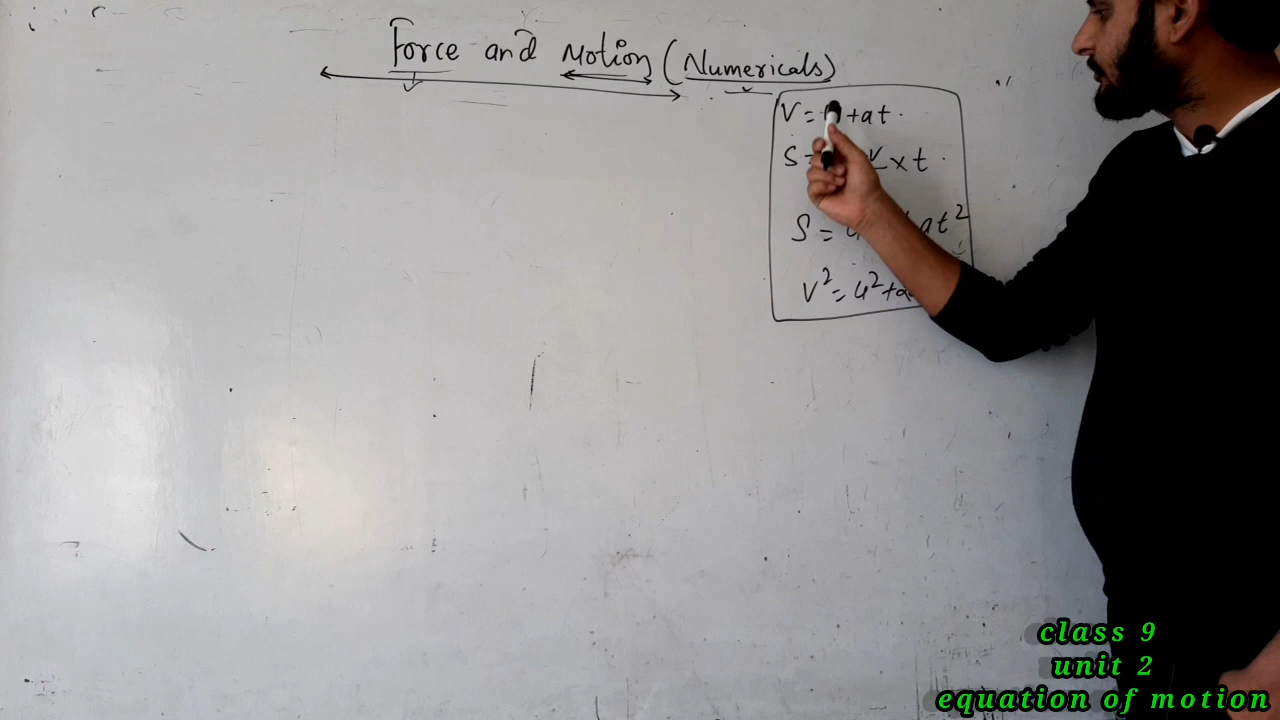 Force and Motion (Numericals)
V = u + at.
S = x t.
S = at²
V² = u² + a
class 9
unit 2
equation of motion